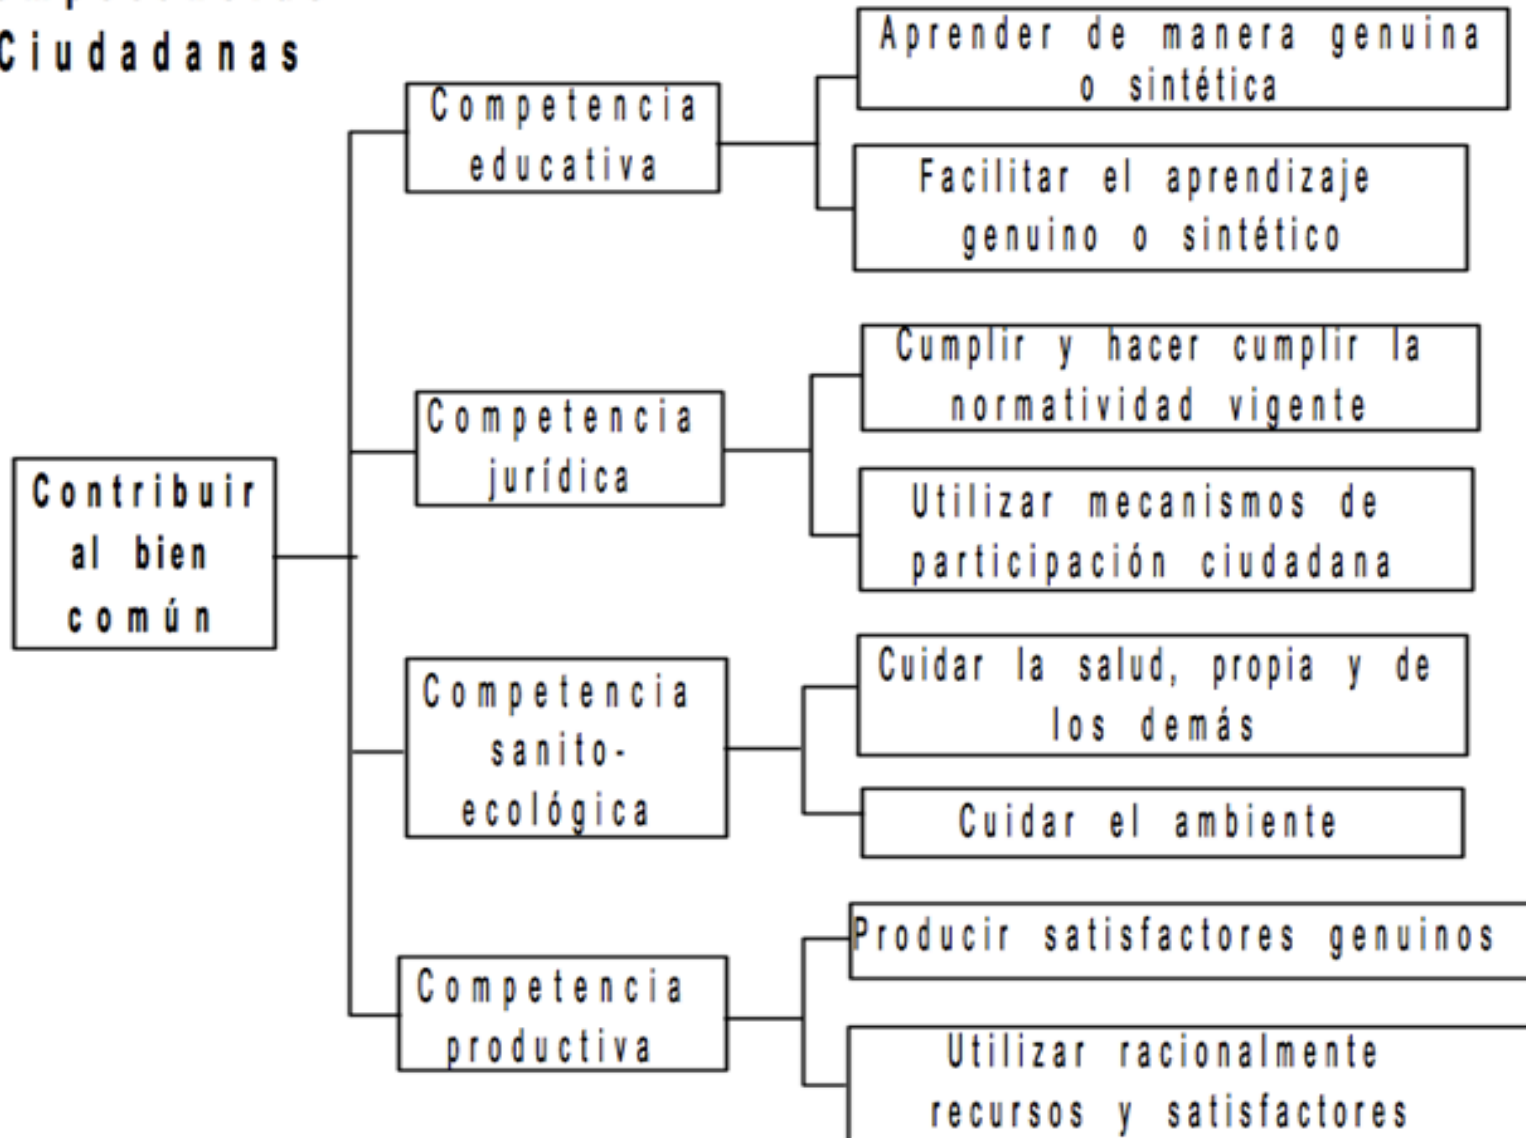 Ciudadanas
Contribuir
al bien
común
Competencia
educativa
Aprender de manera genuina
o sintética
Facilitar el aprendizaje
genuino o sintético
Competencia
jurídica
Cumplir y hacer cumplir la
normatividad vigente
Utilizar mecanismos de
participación ciudadana
Competencia
sanito-
ecológica
Cuidar la salud, propia y de
los demás
Cuidar el ambiente
Competencia
productiva
Producir satisfactores genuinos
Utilizar racionalmente
recursos y satisfactores